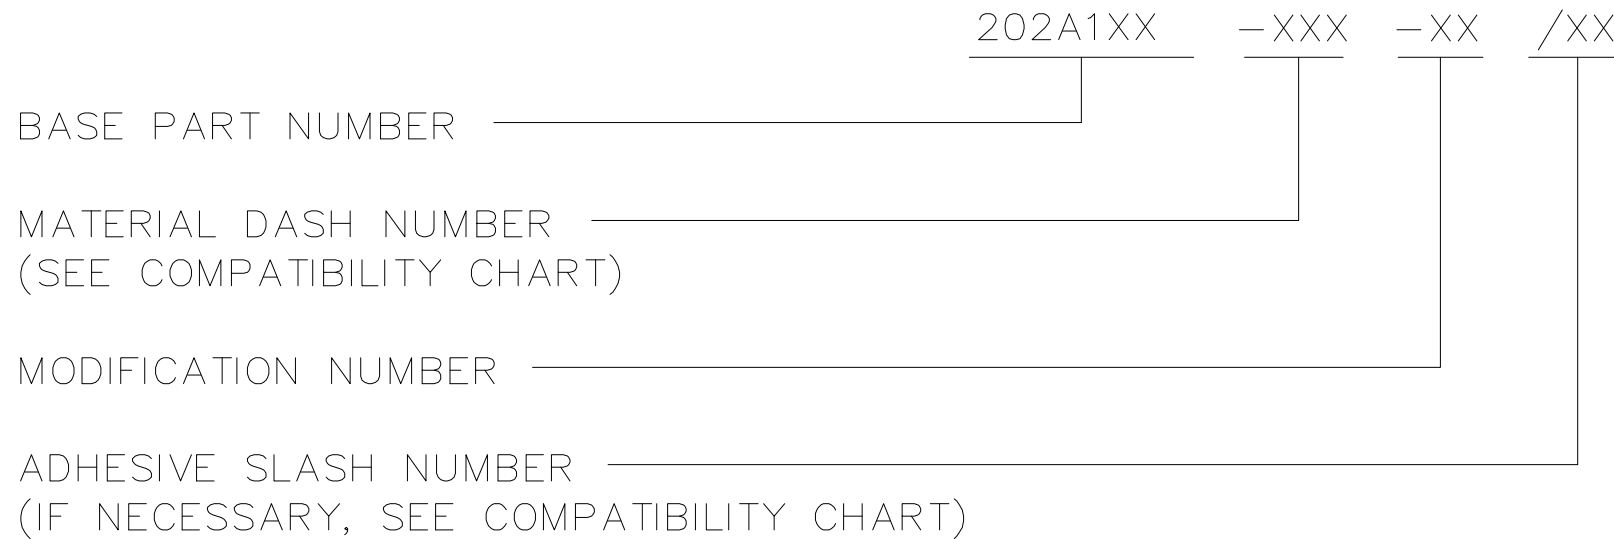 202A1XX -XXX -XX /XX
BASE PART NUMBER
MATERIAL DASH NUMBER
(SEE COMPATIBILITY CHART)
MODIFICATION NUMBER
ADHESIVE SLASH NUMBER
(IF NECESSARY, SEE COMPATIBILITY CHART)